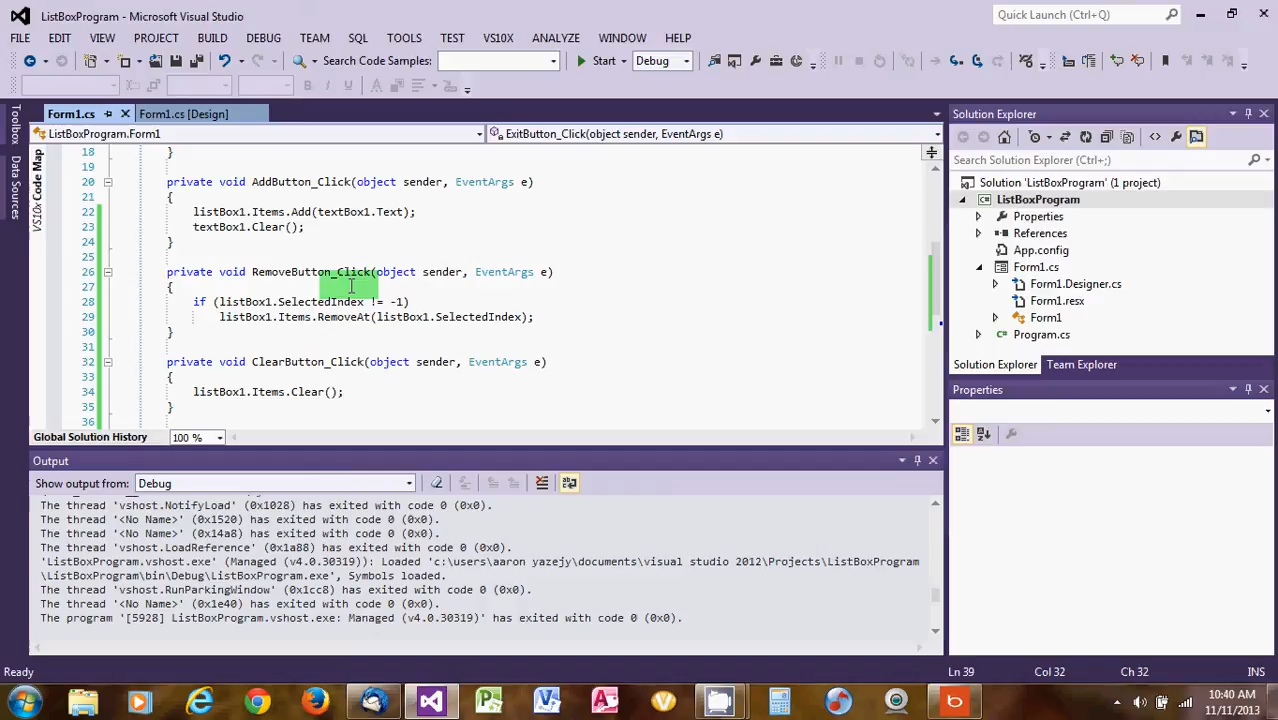 ListBoxProgram - Microsoft Visual Studio
Quick Launch (Ctrl+Q)
FILE EDIT VIEW PROJECT BUILD DEBUG TEAM SQL TOOLS TEST VS10X ANALYZE WINDOW HELP
Search Code Samples: Start Debug
Form1.cs Form1.cs [Design]
ListBoxProgram.Form1 ExitButton_Click(object sender, EventArgs e)
18 }
19
20 private void AddButton_Click(object sender, EventArgs e)
21 {
22 listBox1.Items.Add(textBox1.Text);
23 textBox1.Clear();
24 }
25
26 private void RemoveButton_Click(object sender, EventArgs e)
27 {
28 if (listBox1.SelectedIndex != -1)
29 listBox1.Items.RemoveAt(listBox1.SelectedIndex);
30 }
31
32 private void ClearButton_Click(object sender, EventArgs e)
33 {
34 listBox1.Items.Clear();
35 }
36
Toolbox
Data Sources
VS10x Code Map
Global Solution History 100 %
Output
Show output from: Debug
The thread 'vshost.NotifyLoad' (0x1028) has exited with code 0 (0x0).
The thread '<No Name>' (0x1520) has exited with code 0 (0x0).
The thread '<No Name>' (0x14a8) has exited with code 0 (0x0).
The thread 'vshost.LoadReference' (0x1a88) has exited with code 0 (0x0).
'ListBoxProgram.vshost.exe' (Managed (v4.0.30319)): Loaded 'c:\users\aaron yazejy\documents\visual studio 2012\Projects\ListBoxProgram
\ListBoxProgram\bin\Debug\ListBoxProgram.exe', Symbols loaded.
The thread 'vshost.RunParkingWindow' (0x1cc8) has exited with code 0 (0x0).
The thread '<No Name>' (0x1e40) has exited with code 0 (0x0).
The program '[5928] ListBoxProgram.vshost.exe: Managed (v4.0.30319)' has exited with code 0 (0x0).
Solution Explorer
Search Solution Explorer (Ctrl+;)
Solution 'ListBoxProgram' (1 project)
ListBoxProgram
Properties
References
App.config
Form1.cs
Form1.Designer.cs
Form1.resx
Form1
Program.cs
Solution Explorer Team Explorer
Properties
Ready Ln 39 Col 32 Ch 32 INS
10:40 AM
11/11/2013